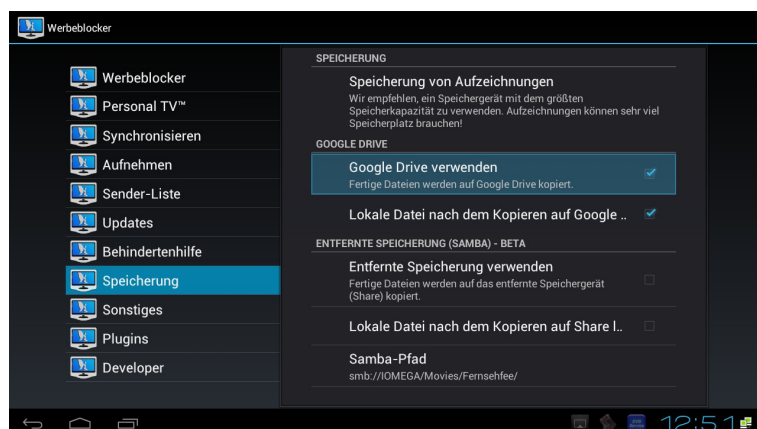 Werbeblocker
Werbeblocker
Personal TV™
Synchronisieren
Aufnehmen
Sender-Liste
Updates
Behindertenhilfe
Speicherung
Sonstiges
Plugins
Developer
SPEICHERUNG
Speicherung von Aufzeichnungen
Wir empfehlen, ein Speichergerät mit dem größten
Speicherkapazität zu verwenden. Aufzeichnungen können sehr viel
Speicherplatz brauchen!
GOOGLE DRIVE
Google Drive verwenden
Fertige Dateien werden auf Google Drive kopiert.
Lokale Datei nach dem Kopieren auf Google ..
ENTFERNTE SPEICHERUNG (SAMBA) - BETA
Entfernte Speicherung verwenden
Fertige Dateien werden auf das entfernte Speichergerät
(Share) kopiert.
Lokale Datei nach dem Kopieren auf Share l..
Samba-Pfad
smb://IOMEGA/Movies/Fernsehfee/
12:51